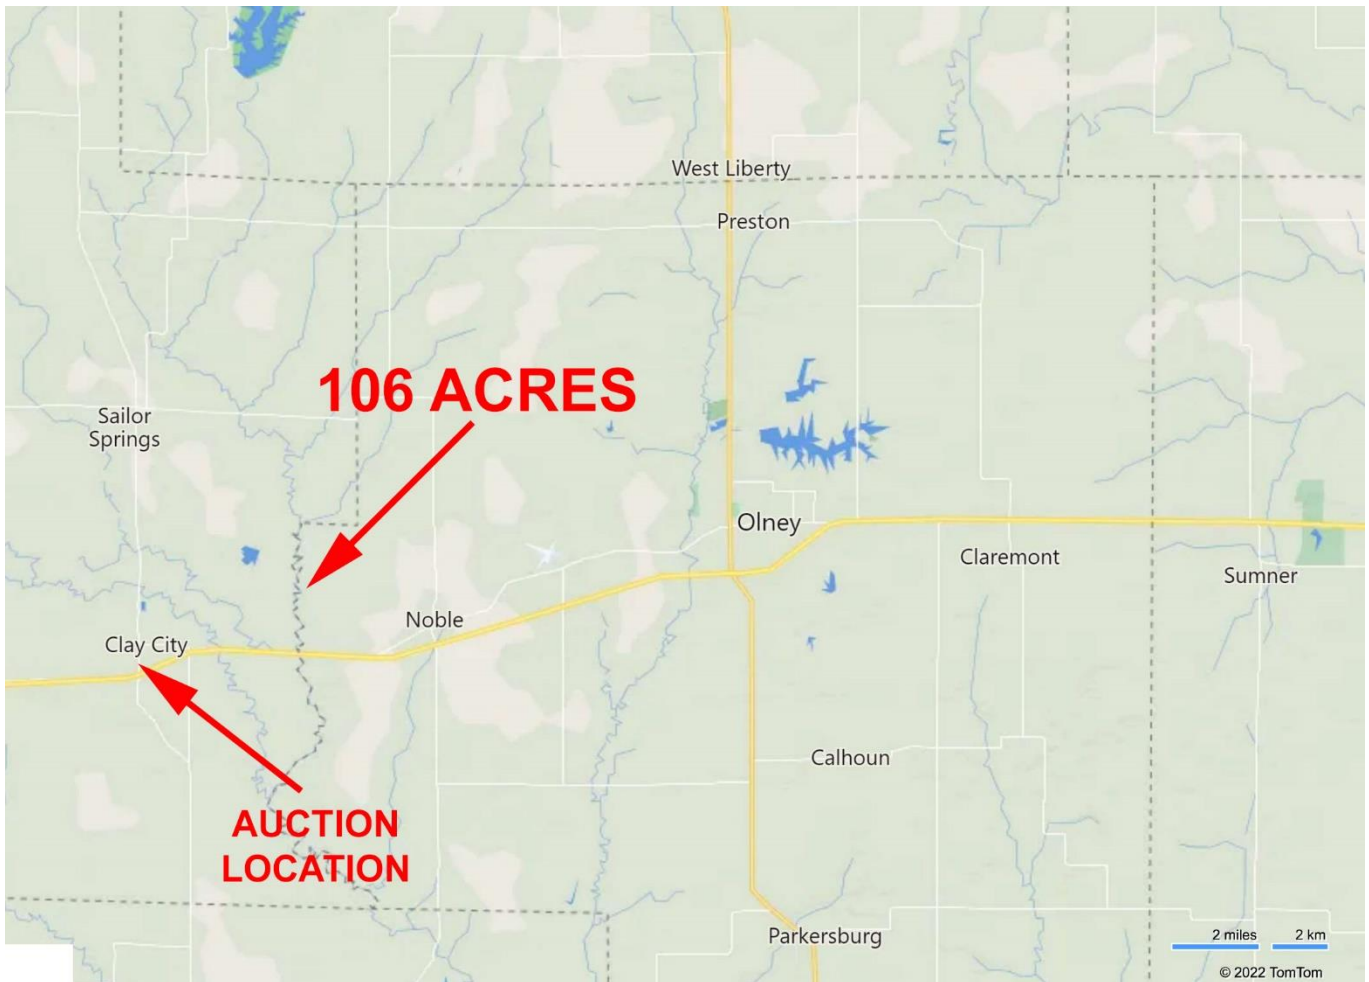 West Liberty
Preston
106 ACRES
Sailor
Springs
Olney
Claremont
Sumner
Noble
Clay City
Calhoun
AUCTION
LOCATION
Parkersburg
2 miles 2 km
© 2022 TomTom